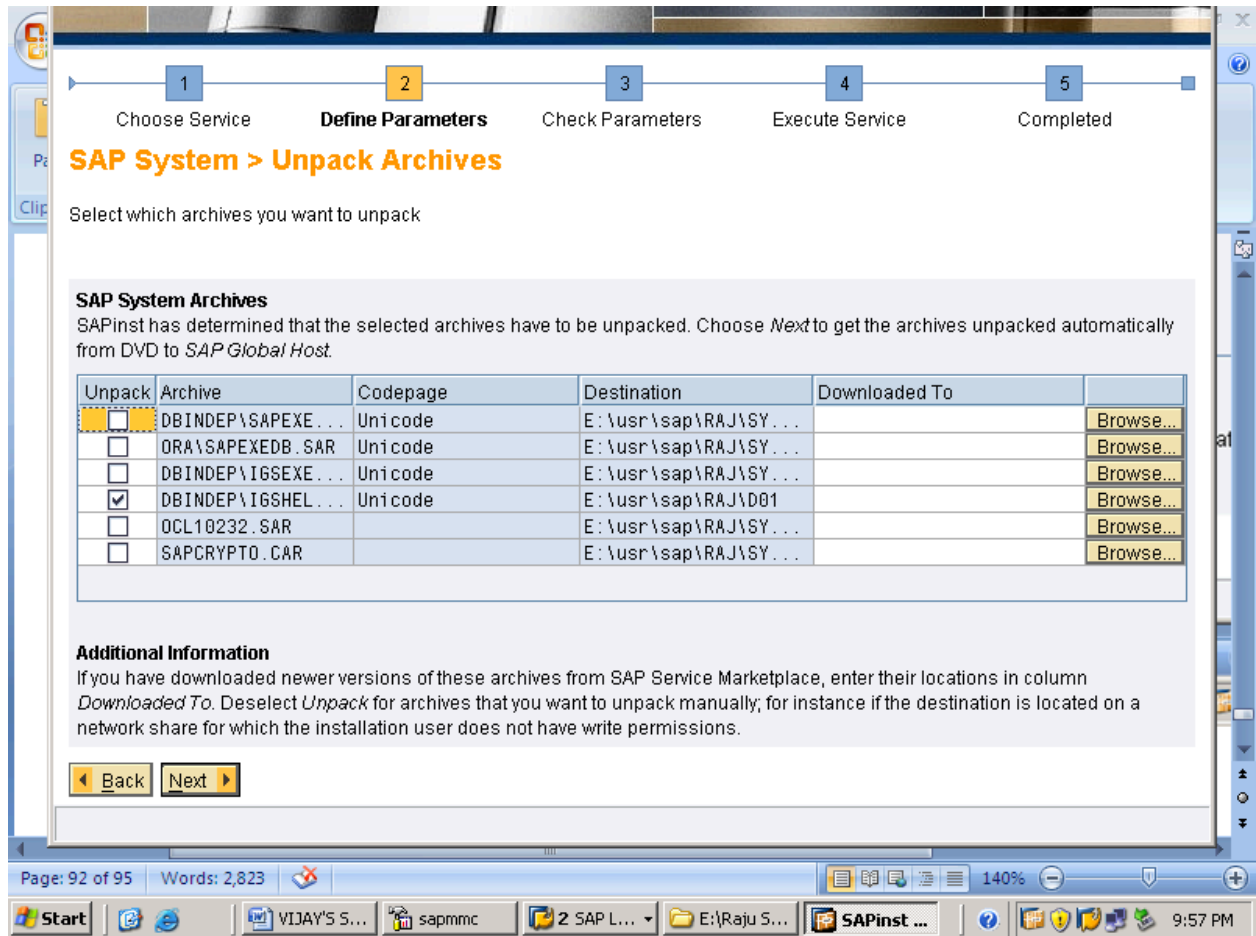 1 2 3 4 5
Choose Service Define Parameters Check Parameters Execute Service Completed
SAP System > Unpack Archives
Select which archives you want to unpack
SAP System Archives
SAPinst has determined that the selected archives have to be unpacked. Choose Next to get the archives unpacked automatically
from DVD to SAP Global Host.
Unpack Archive Codepage Destination Downloaded To
DBINDEP\SAPEXE... Unicode E:\usr\sap\RAJ\SY... Browse...
ORA\SAPEXEDB.SAR Unicode E:\usr\sap\RAJ\SY... Browse...
DBINDEP\IGSEXE... Unicode E:\usr\sap\RAJ\SY... Browse...
DBINDEP\IGSHEL... Unicode E:\usr\sap\RAJ\D01 Browse...
OCL10232.SAR E:\usr\sap\RAJ\SY... Browse...
SAPCRYPTO.CAR E:\usr\sap\RAJ\SY... Browse...
Additional Information
If you have downloaded newer versions of these archives from SAP Service Marketplace, enter their locations in column
Downloaded To. Deselect Unpack for archives that you want to unpack manually; for instance if the destination is located on a
network share for which the installation user does not have write permissions.
Back Next
Pa
Clip
at
Page: 92 of 95 Words: 2,823 140%
Start VIJAY'S S... sapmmc 2 SAP L... E:\Raju S... SAPinst ... 9:57 PM